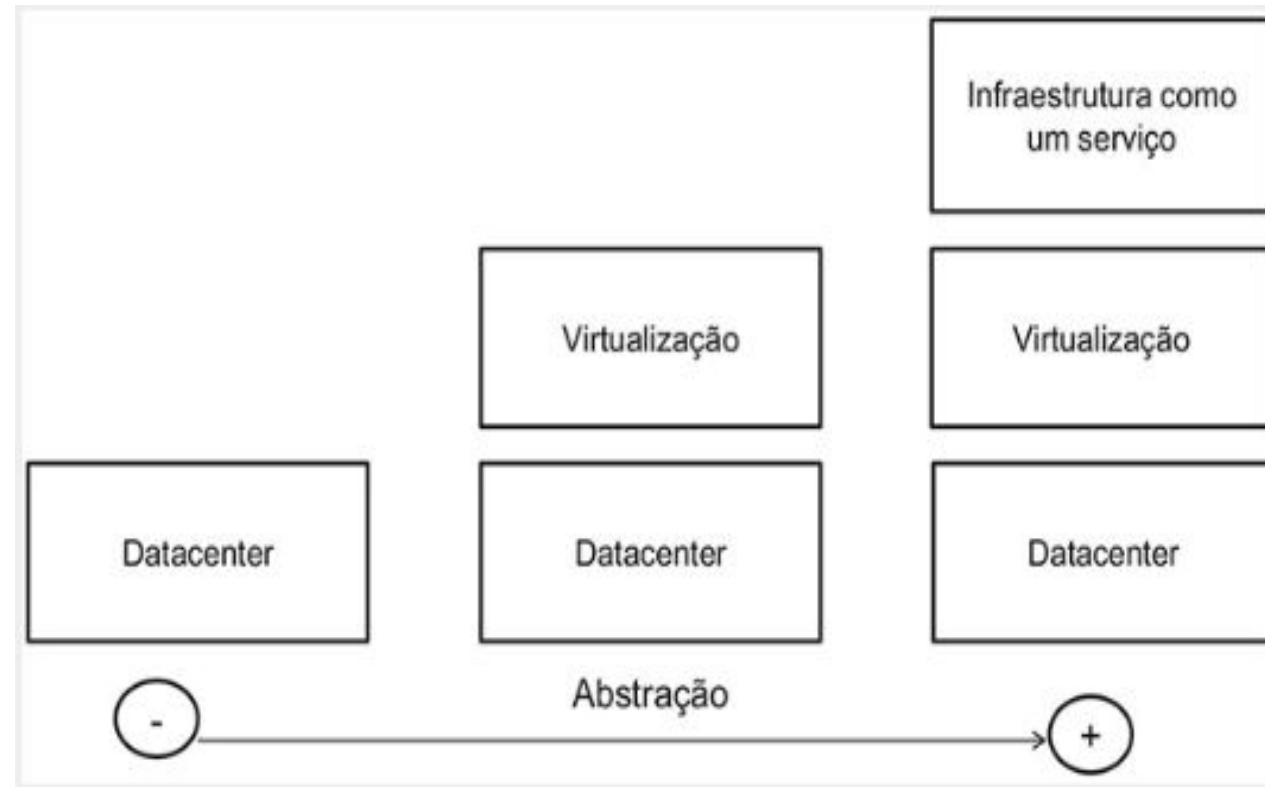 Infraestrutura como
um serviço
Virtualização
Virtualização
Datacenter
Datacenter
Datacenter
Abstração
-
+